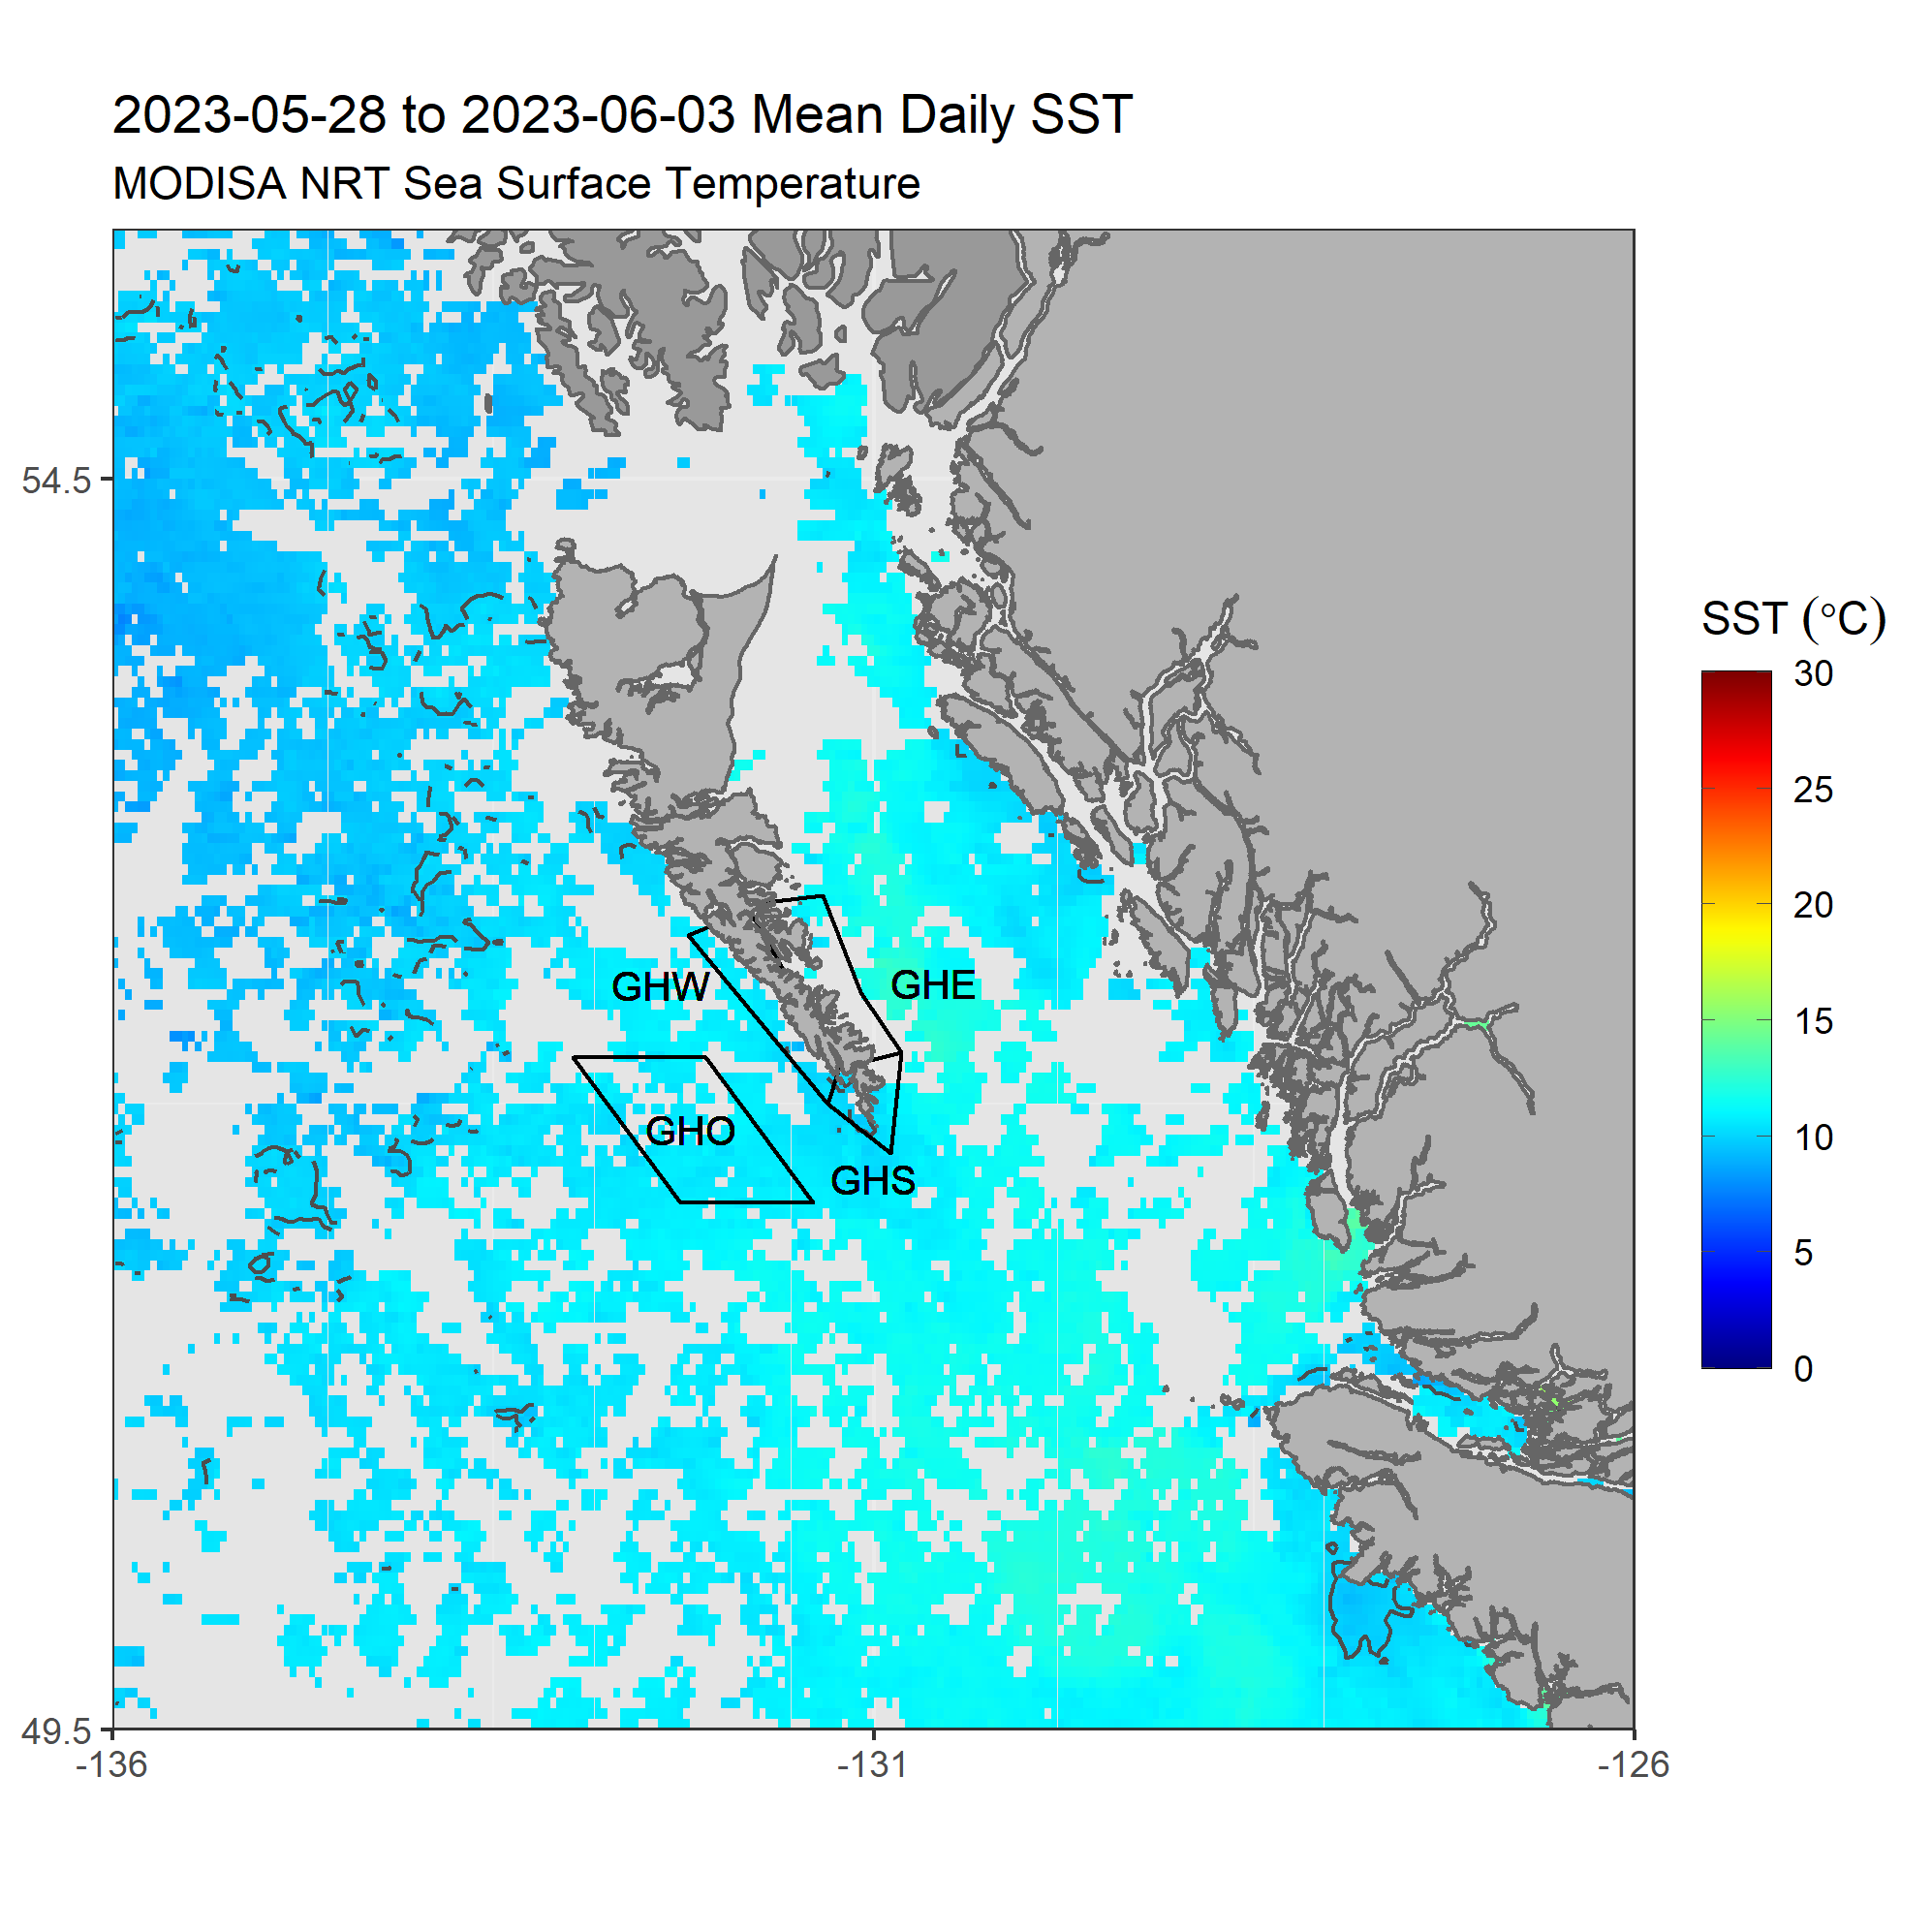 2023-05-28 to 2023-06-03 Mean Daily SST
MODISA NRT Sea Surface Temperature
54.5
49.5
-136
-131
-126
GHW
GHE
GHO
GHS
SST (°C)
30
25
20
15
10
5
0